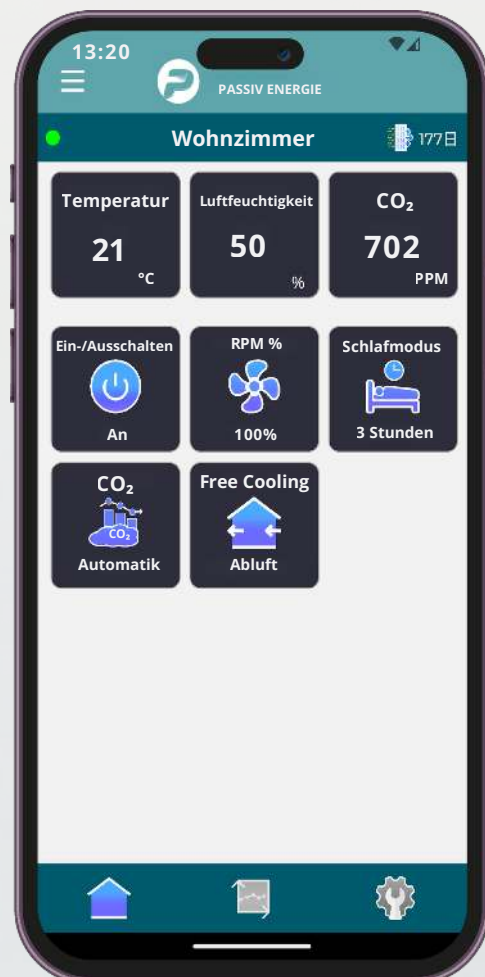 13:20
PASSIV ENERGIE
Wohnzimmer
177日
Temperatur
21
°C
Luftfeuchtigkeit
50
%
CO₂
702
PPM
Ein-/Ausschalten
An
RPM %
100%
Schlafmodus
3 Stunden
CO₂
CO₂
Automatik
Free Cooling
Abluft